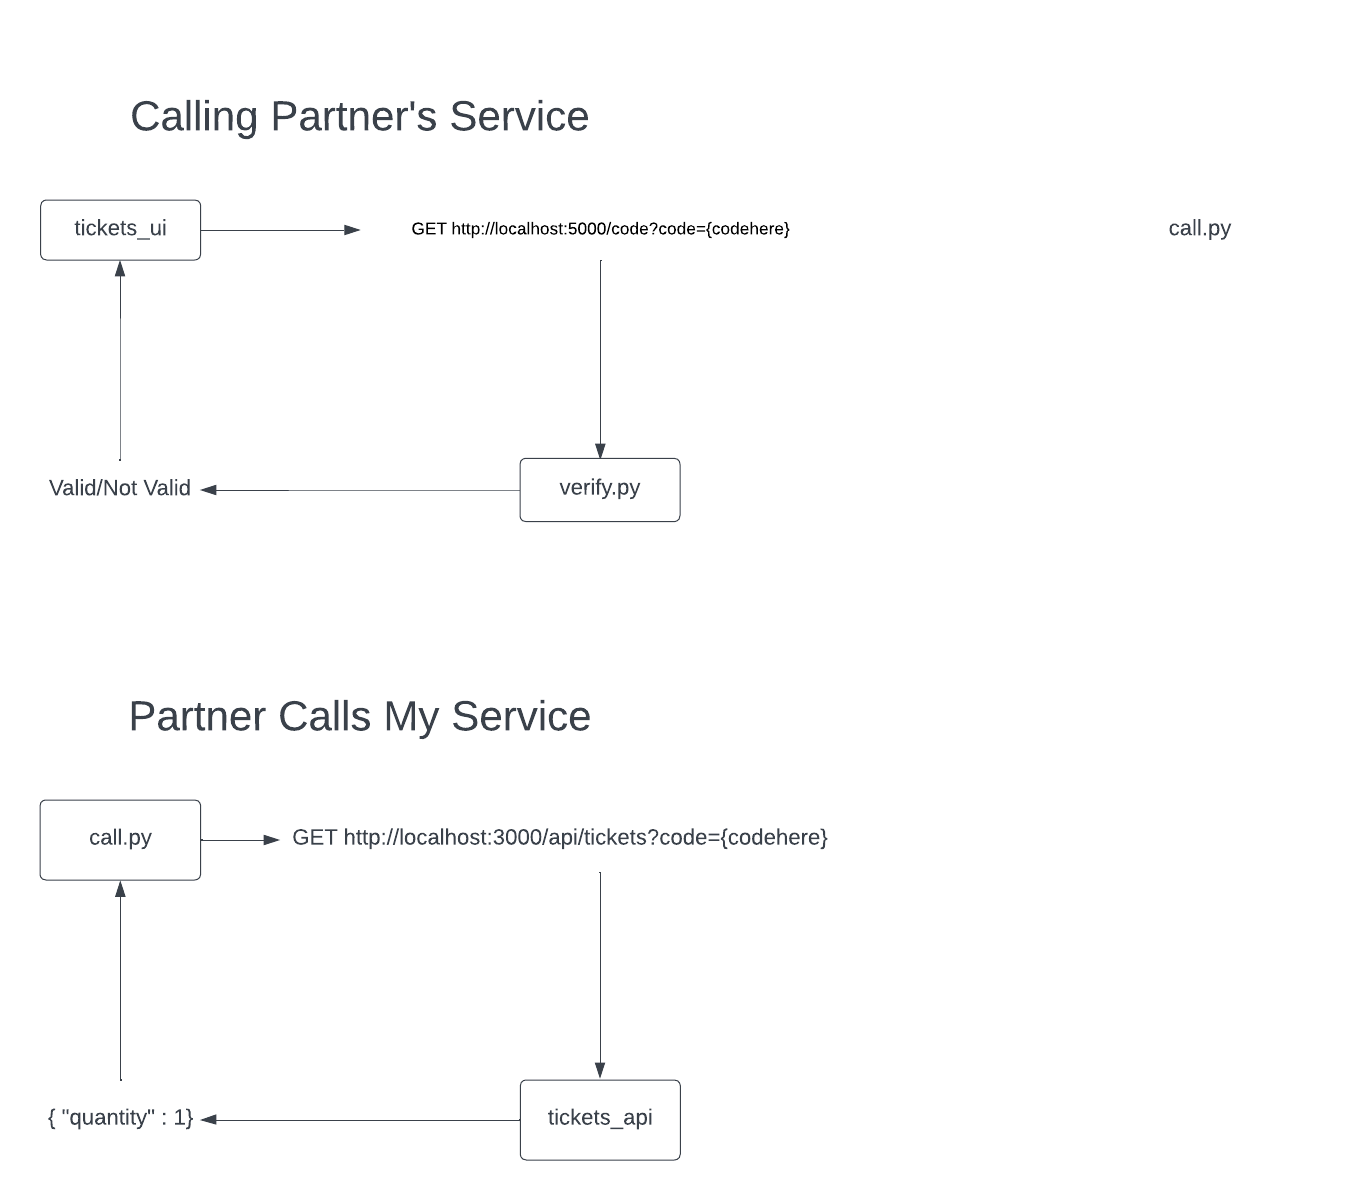 Calling Partner's Service
tickets_ui
GET http://localhost:5000/code?code={codehere}
call.py
Valid/Not Valid
verify.py
Partner Calls My Service
call.py
GET http://localhost:3000/api/tickets?code={codehere}
{ "quantity" : 1}
tickets_api